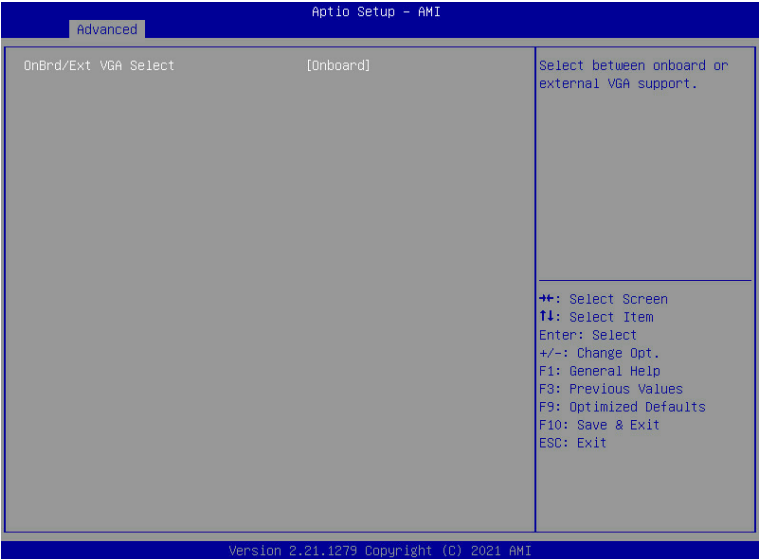 Aptio Setup – AMI
Advanced
OnBrd/Ext VGA Select [Onboard]
Select between onboard or
external VGA support.
→←: Select Screen
↑↓: Select Item
Enter: Select
+/-: Change Opt.
F1: General Help
F3: Previous Values
F9: Optimized Defaults
F10: Save & Exit
ESC: Exit
Version 2.21.1279 Copyright (C) 2021 AMI